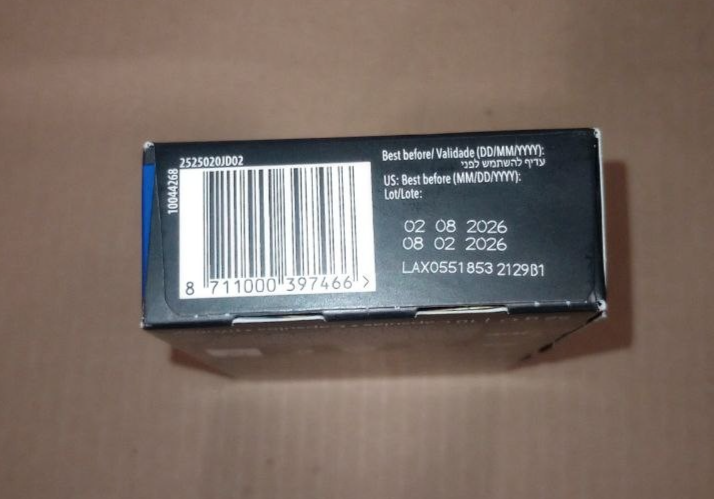 2525020JD02
10044268
8 711000 397466 >
Best before/ Validade (DD/MM/YYYY):
עדיף להשתמש לפני
US: Best before (MM/DD/YYYY):
Lot/Lote:
02 08 2026
08 02 2026
LAX0551853 2129B1